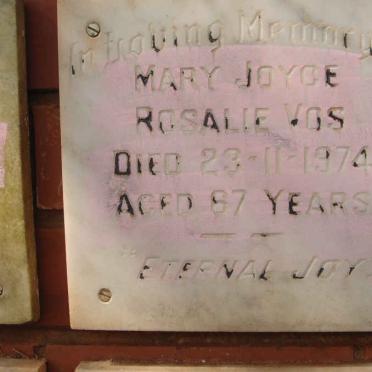 In Loving Memory
MARY JOYCE
ROSALIE VOS
DIED 23-11-1974
AGED 67 YEARS
"ETERNAL JOY